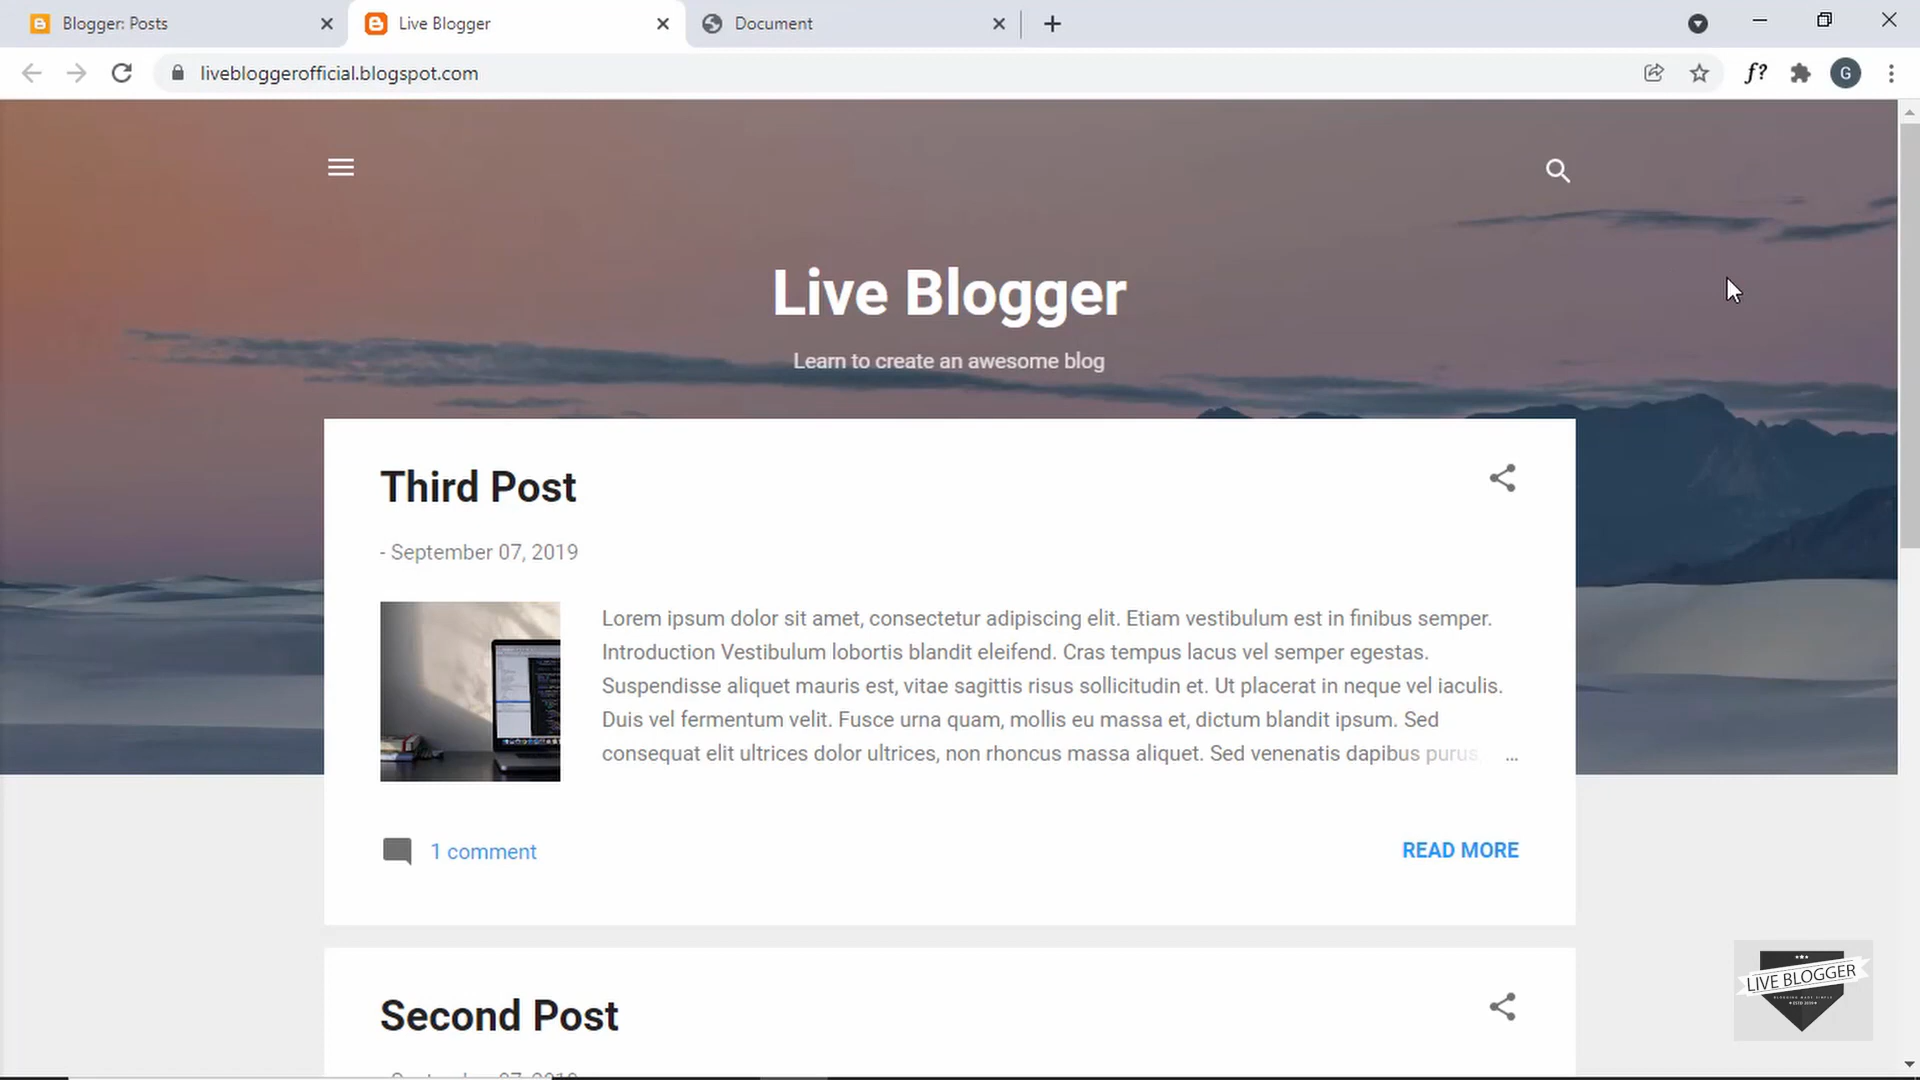 Blogger: Posts
Live Blogger
Document
livebloggerofficial.blogspot.com
f?
G
Live Blogger
Learn to create an awesome blog
Third Post
- September 07, 2019
Lorem ipsum dolor sit amet, consectetur adipiscing elit. Etiam vestibulum est in finibus semper.
Introduction Vestibulum lobortis blandit eleifend. Cras tempus lacus vel semper egestas.
Suspendisse aliquet mauris est, vitae sagittis risus sollicitudin et. Ut placerat in neque vel iaculis.
Duis vel fermentum velit. Fusce urna quam, mollis eu massa et, dictum blandit ipsum. Sed
consequat elit ultrices dolor ultrices, non rhoncus massa aliquet. Sed venenatis dapibus purus, ...
1 comment
READ MORE
Second Post
LIVE BLOGGER